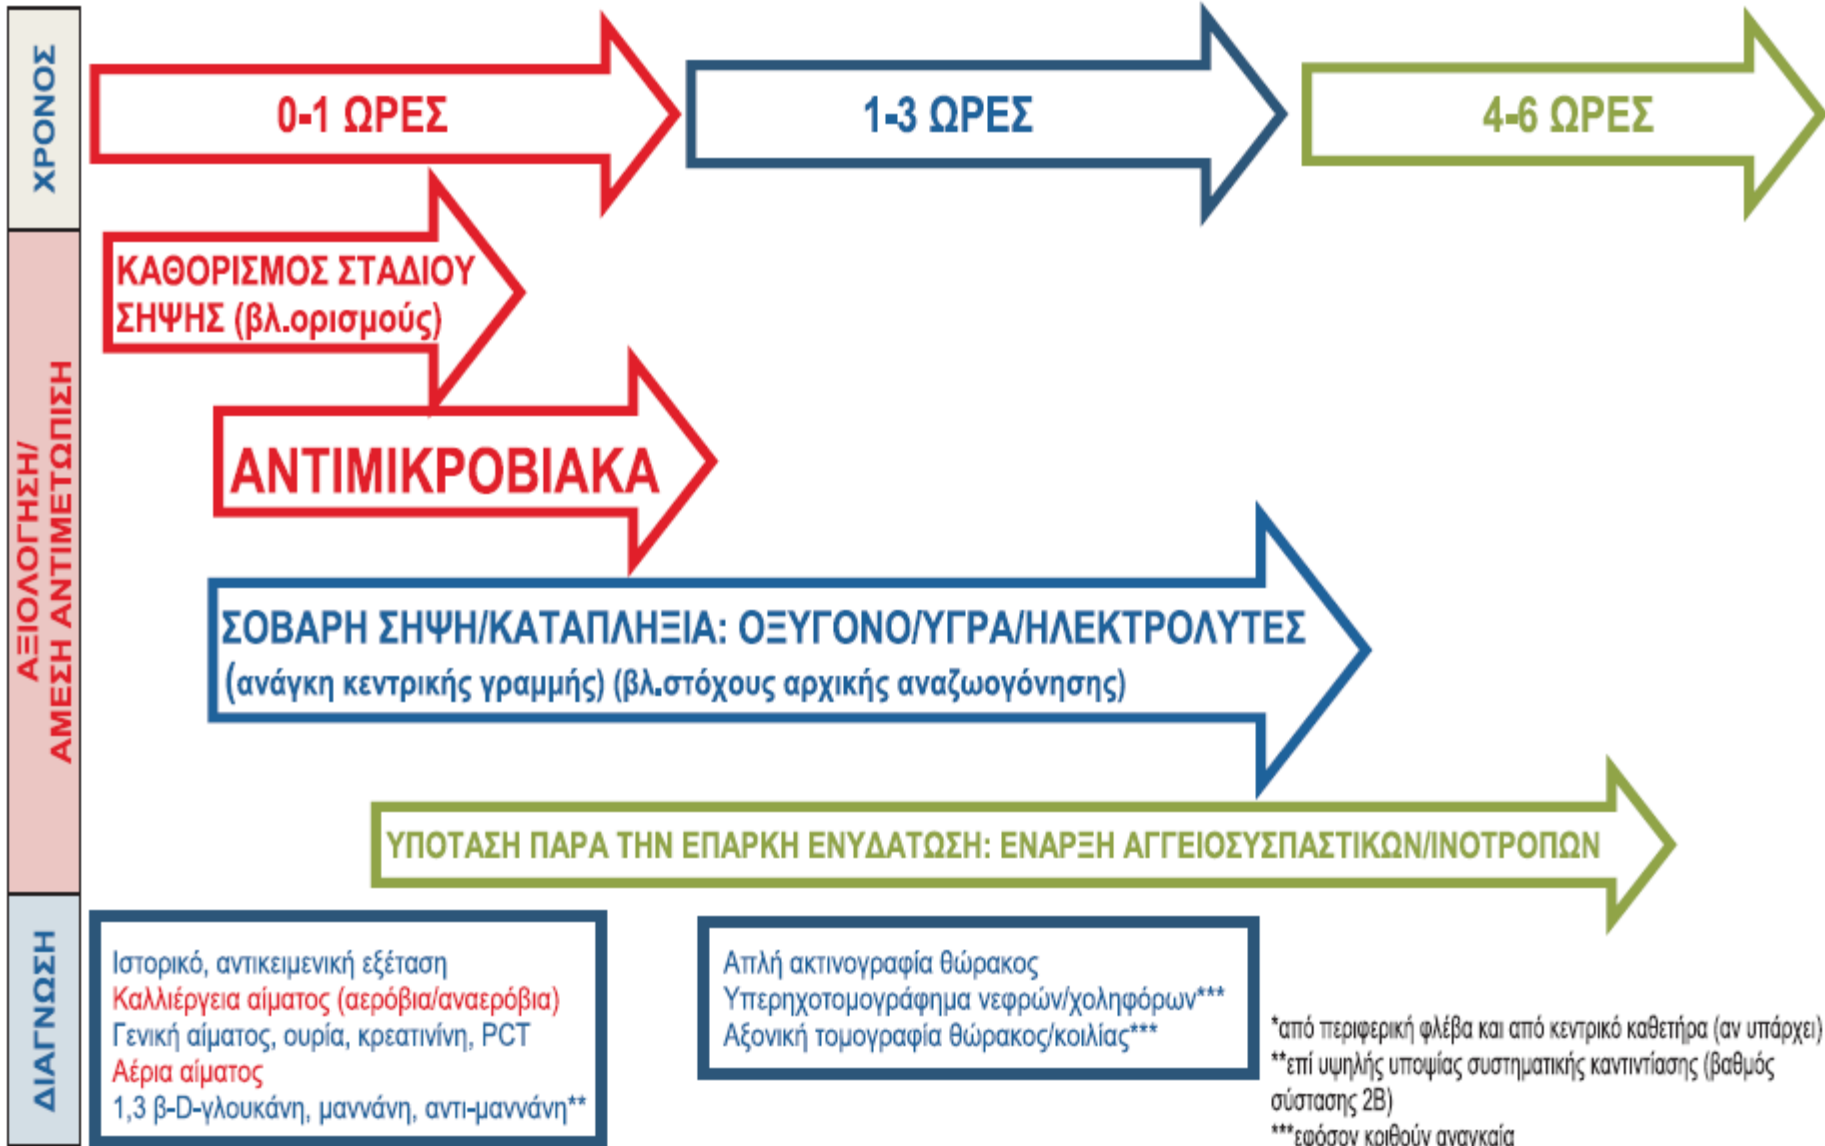 ΧΡΟΝΟΣ
0-1 ΩΡΕΣ
1-3 ΩΡΕΣ
4-6 ΩΡΕΣ
ΑΞΙΟΛΟΓΗΣΗ/
ΑΜΕΣΗ ΑΝΤΙΜΕΤΩΠΙΣΗ
ΚΑΘΟΡΙΣΜΟΣ ΣΤΑΔΙΟΥ
ΣΗΨΗΣ (βλ.ορισμούς)
ΑΝΤΙΜΙΚΡΟΒΙΑΚΑ
ΣΟΒΑΡΗ ΣΗΨΗ/ΚΑΤΑΠΛΗΞΙΑ: ΟΞΥΓΟΝΟ/ΥΓΡΑ/ΗΛΕΚΤΡΟΛΥΤΕΣ
(ανάγκη κεντρικής γραμμής) (βλ.στόχους αρχικής αναζωογόνησης)
ΥΠΟΤΑΣΗ ΠΑΡΑ ΤΗΝ ΕΠΑΡΚΗ ΕΝΥΔΑΤΩΣΗ: ΕΝΑΡΞΗ ΑΓΓΕΙΟΣΥΣΠΑΣΤΙΚΩΝ/ΙΝΟΤΡΟΠΩΝ
ΔΙΑΓΝΩΣΗ
Ιστορικό, αντικειμενική εξέταση
Καλλιέργεια αίματος (αερόβια/αναερόβια)
Γενική αίματος, ουρία, κρεατινίνη, PCT
Αέρια αίματος
1,3 β-D-γλουκάνη, μαννάνη, αντι-μαννάνη**
Απλή ακτινογραφία θώρακος
Υπερηχοτομογράφημα νεφρών/χοληφόρων***
Αξονική τομογραφία θώρακος/κοιλίας***
*από περιφερική φλέβα και από κεντρικό καθετήρα (αν υπάρχει)
**επί υψηλής υποψίας συστηματικής καντιντίασης (βαθμός
σύστασης 2Β)
***εφόσον κριθούν αναγκαία